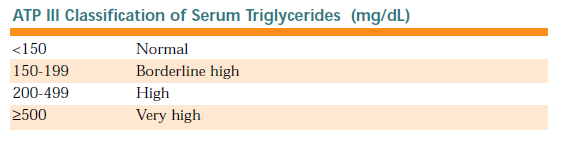 ATP III Classification of Serum Triglycerides (mg/dL)
<150 Normal
150-199 Borderline high
200-499 High
≥500 Very high